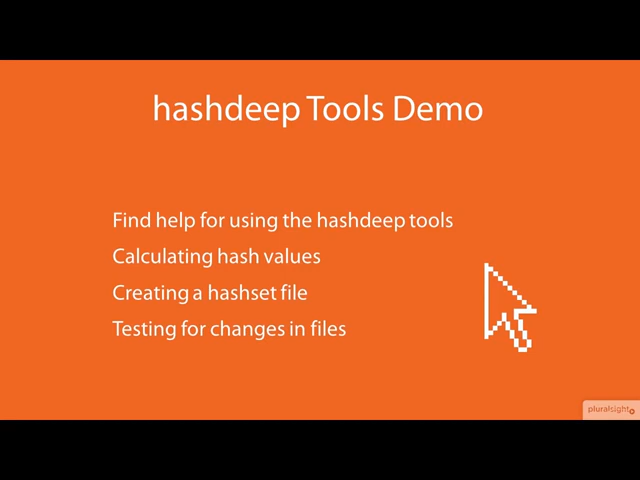 hashdeep Tools Demo
Find help for using the hashdeep tools
Calculating hash values
Creating a hashset file
Testing for changes in files
pluralsight